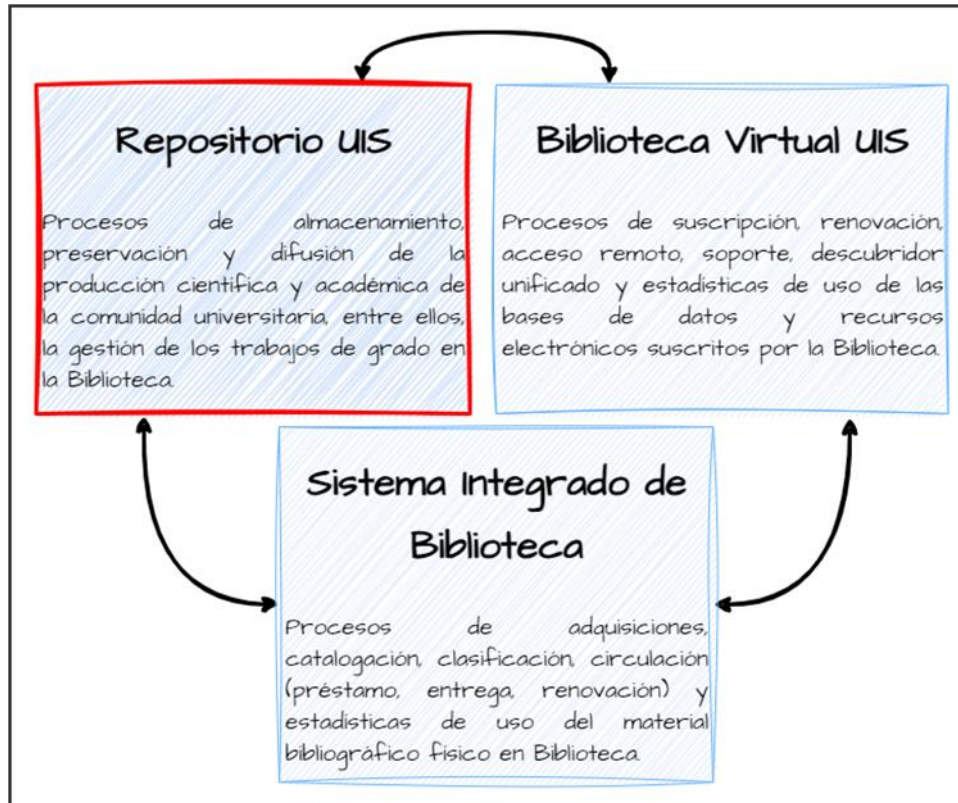 Repositorio UIS
Procesos de almacenamiento,
preservación y difusión de la
producción científica y académica de
la comunidad universitaria, entre ellos,
la gestión de los trabajos de grado en
la Biblioteca.
Biblioteca Virtual UIS
Procesos de suscripción, renovación,
acceso remoto, soporte, descubridor
unificado y estadísticas de uso de las
bases de datos y recursos
electrónicos suscritos por la Biblioteca.
Sistema Integrado de
Biblioteca
Procesos de adquisiciones,
catalogación, clasificación, circulación
(préstamo, entrega, renovación) y
estadísticas de uso del material
bibliográfico físico en Biblioteca.